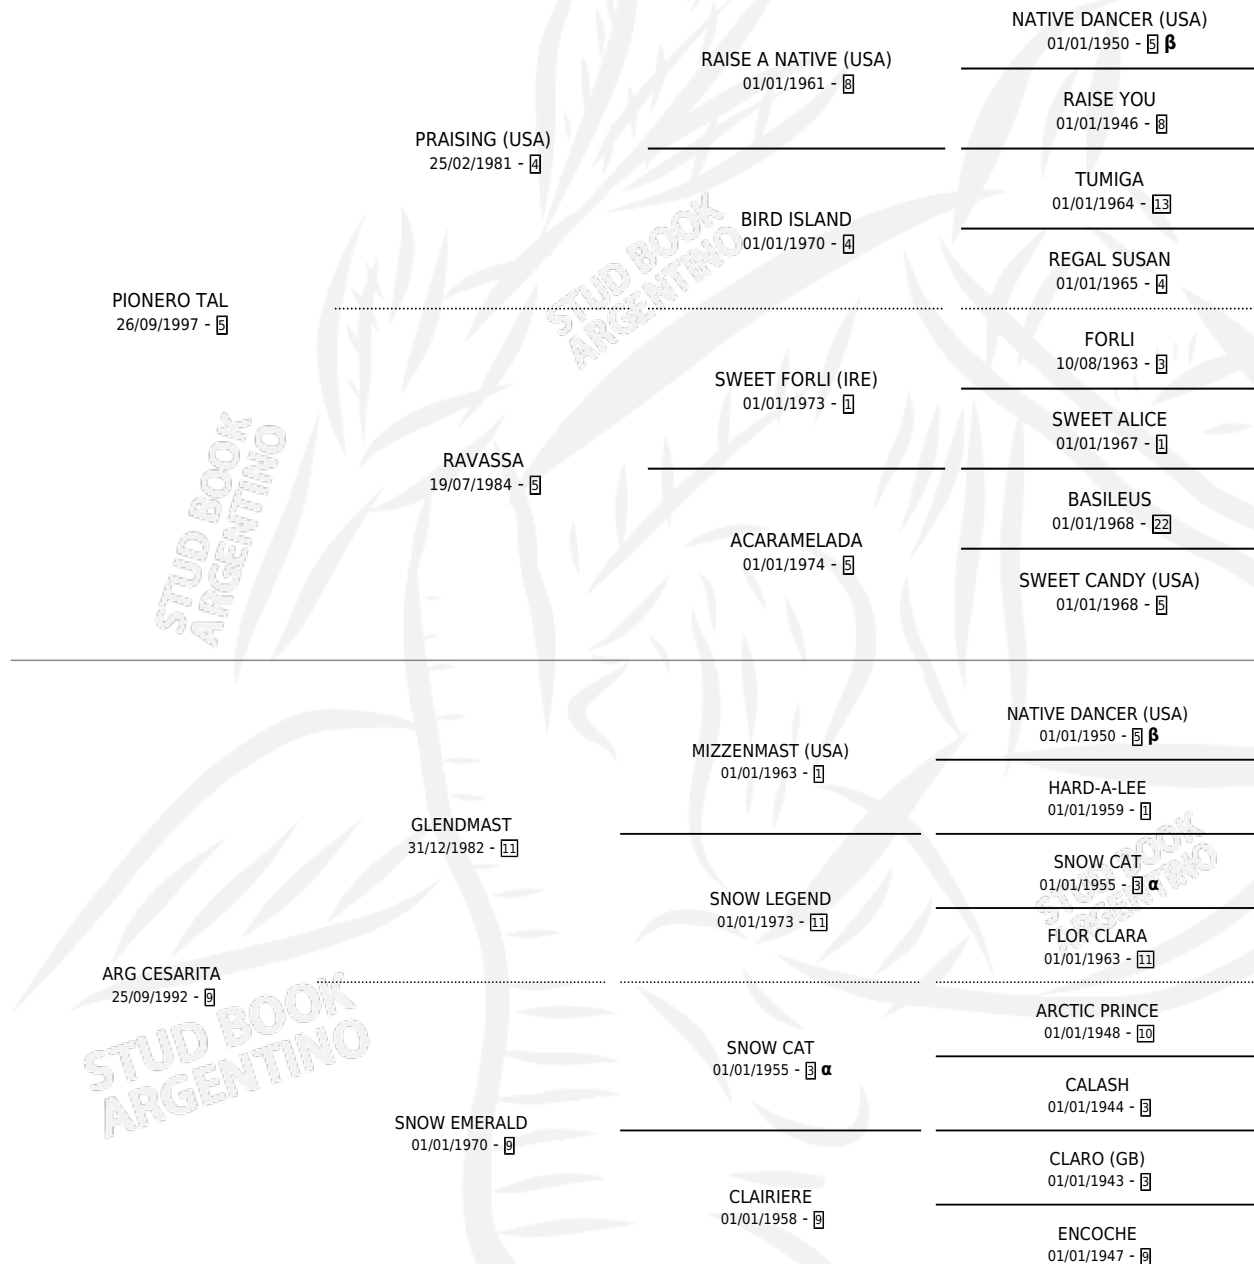 NATIVE DANCER (USA)
01/01/1950 - 5 β
RAISE A NATIVE (USA)
01/01/1961 - 8
RAISE YOU
01/01/1946 - 8
PRAISING (USA)
25/02/1981 - 4
TUMIGA
01/01/1964 - 13
BIRD ISLAND
01/01/1970 - 4
REGAL SUSAN
01/01/1965 - 4
PIONERO TAL
26/09/1997 - 5
FORLI
10/08/1963 - 3
SWEET FORLI (IRE)
01/01/1973 - 1
SWEET ALICE
01/01/1967 - 1
RAVASSA
19/07/1984 - 5
BASILEUS
01/01/1968 - 22
ACARAMELADA
01/01/1974 - 5
SWEET CANDY (USA)
01/01/1968 - 5
NATIVE DANCER (USA)
01/01/1950 - 5 β
MIZZENMAST (USA)
01/01/1963 - 1
HARD-A-LEE
01/01/1959 - 1
GLENDMAST
31/12/1982 - 11
SNOW CAT
01/01/1955 - 3 α
SNOW LEGEND
01/01/1973 - 11
FLOR CLARA
01/01/1963 - 11
ARG CESARITA
25/09/1992 - 9
ARCTIC PRINCE
01/01/1948 - 10
SNOW CAT
01/01/1955 - 3 α
CALASH
01/01/1944 - 3
SNOW EMERALD
01/01/1970 - 9
CLARO (GB)
01/01/1943 - 3
CLAIRIERE
01/01/1958 - 9
ENCOCHE
01/01/1947 - 9
STUD BOOK
ARGENTINO
STUD BOOK
ARGENTINO
STUD BOOK
ARGENTINO
STUD BOOK
ARGENTINO